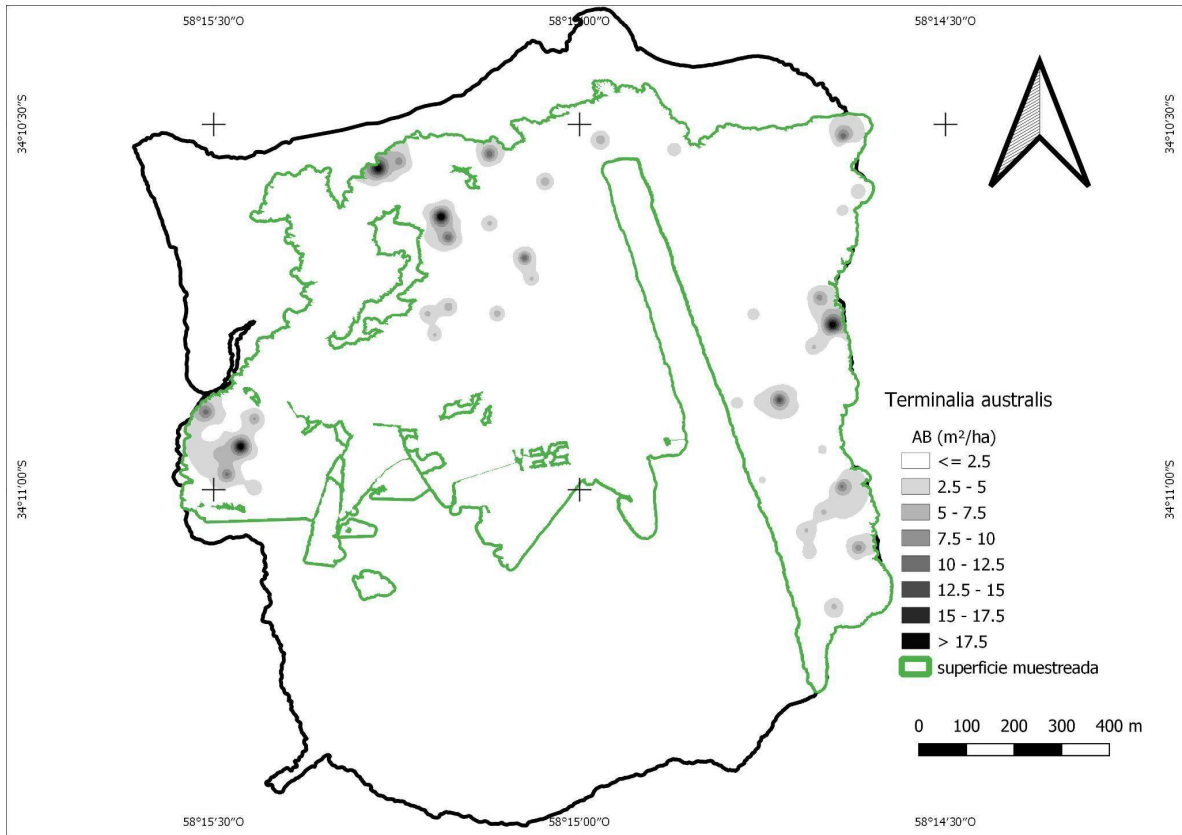 58°15'30"O 58°15'00"O 58°14'30"O
34°10'30"S 34°10'30"S
Terminalia australis
AB (m²/ha)
<= 2.5
2.5 - 5
5 - 7.5
7.5 - 10
10 - 12.5
12.5 - 15
15 - 17.5
> 17.5
superficie muestreada
34°11'00"S 34°11'00"S
0 100 200 300 400 m
58°15'30"O 58°15'00"O 58°14'30"O